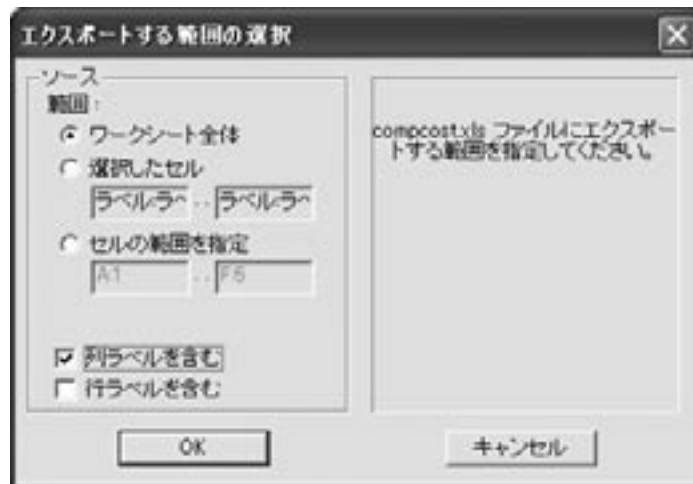 エクスポートする範囲の選択
ソース
範囲:
ワークシート全体
選択したセル
ラベル:ラベ .. ラベル:ラベ
セルの範囲を指定
A1 .. F6
列ラベルを含む
行ラベルを含む
compcost.xls ファイルにエクスポー
トする範囲を指定してください。
OK
キャンセル